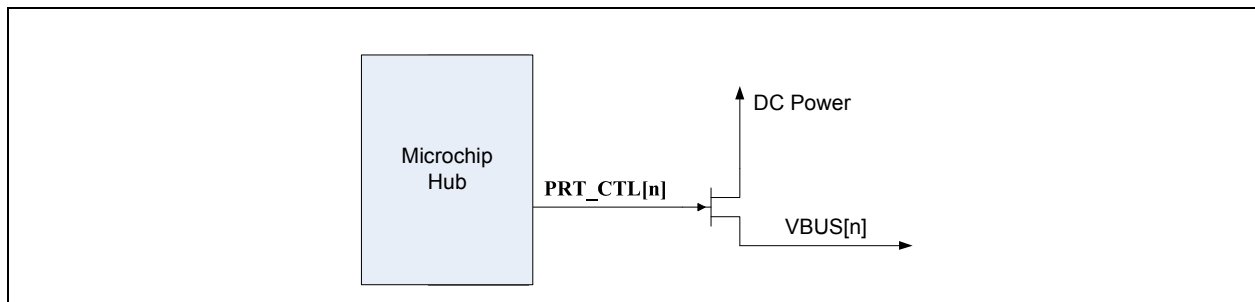 DC Power
Microchip
Hub
PRT_CTL[n]
VBUS[n]